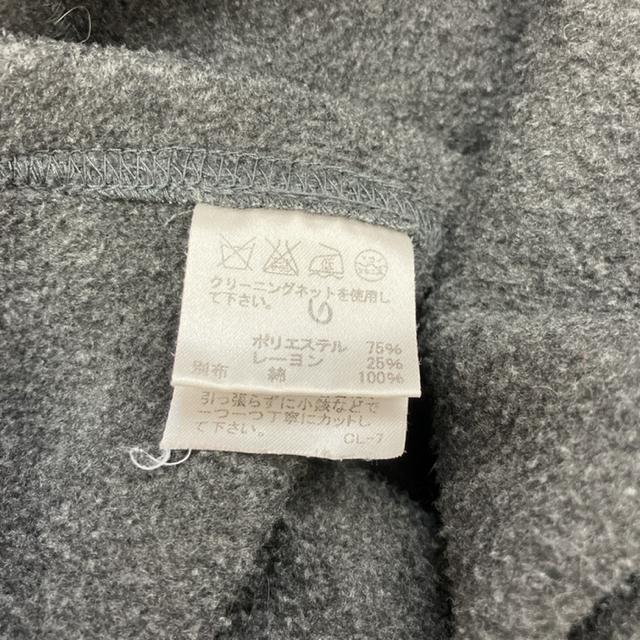 クリーニングネットを使用し
て下さい。
ポリエステル 75%
レーヨン 25%
別布 綿 100%
引っ張らずに小鋏などで
一つ一つ丁寧にカットし
て下さい。 CL-7